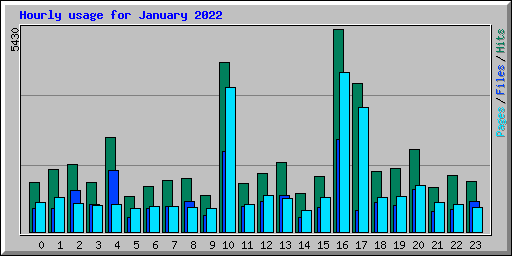 Hourly usage for January 2022
5430
Pages/Files/Hits
0 1 2 3 4 5 6 7 8 9 10 11 12 13 14 15 16 17 18 19 20 21 22 23